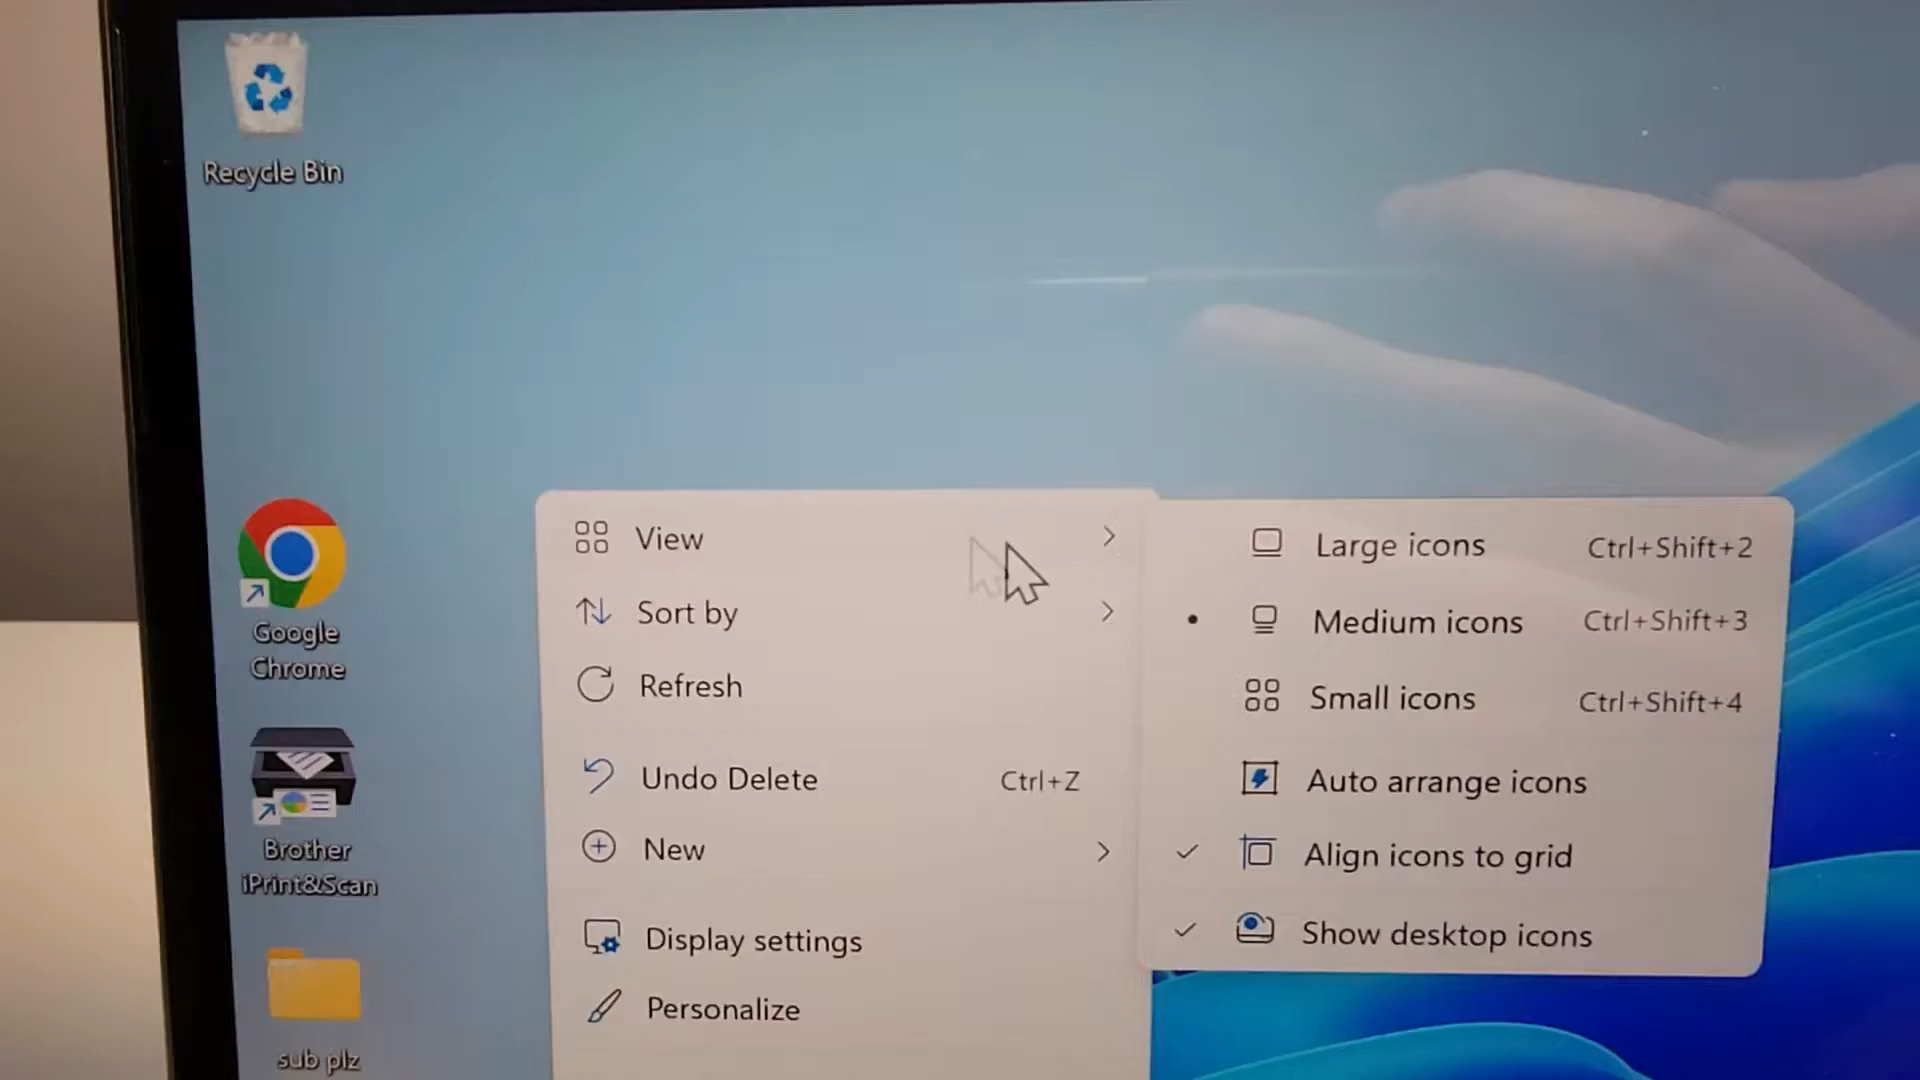 Recycle Bin
Google
Chrome
Brother
iPrint&Scan
sub plz
View
Sort by
Refresh
Undo Delete Ctrl+Z
New
Display settings
Personalize
Large icons Ctrl+Shift+2
Medium icons Ctrl+Shift+3
Small icons Ctrl+Shift+4
Auto arrange icons
Align icons to grid
Show desktop icons